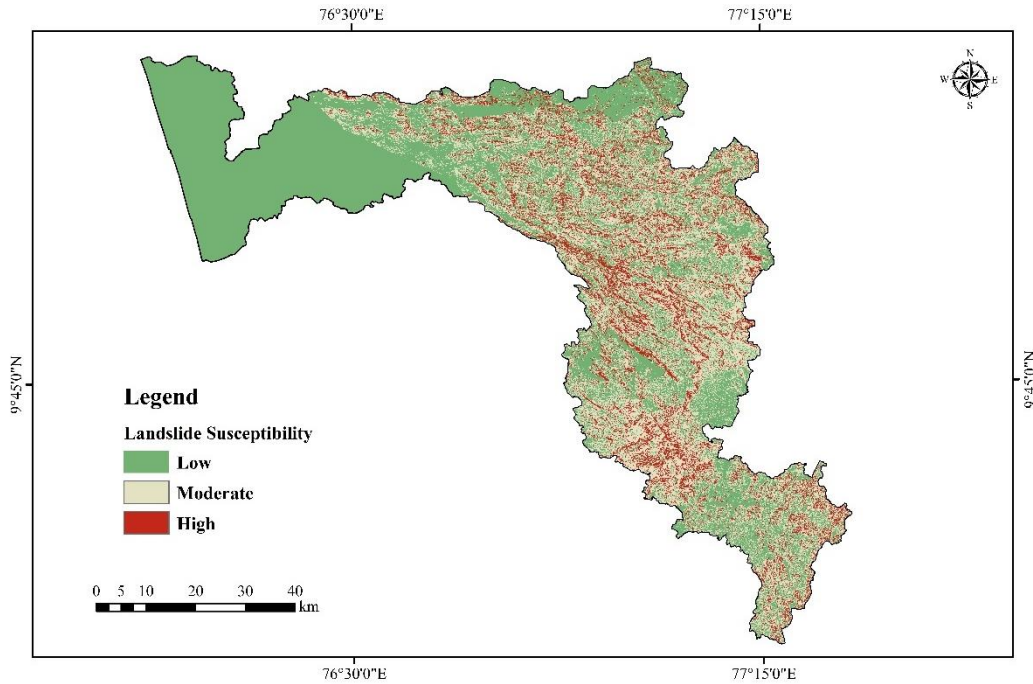 76°30'0"E
77°15'0"E
N
W E
S
9°45'0"N
9°45'0"N
Legend
Landslide Susceptibility
Low
Moderate
High
0 5 10 20 30 40
km
76°30'0"E
77°15'0"E